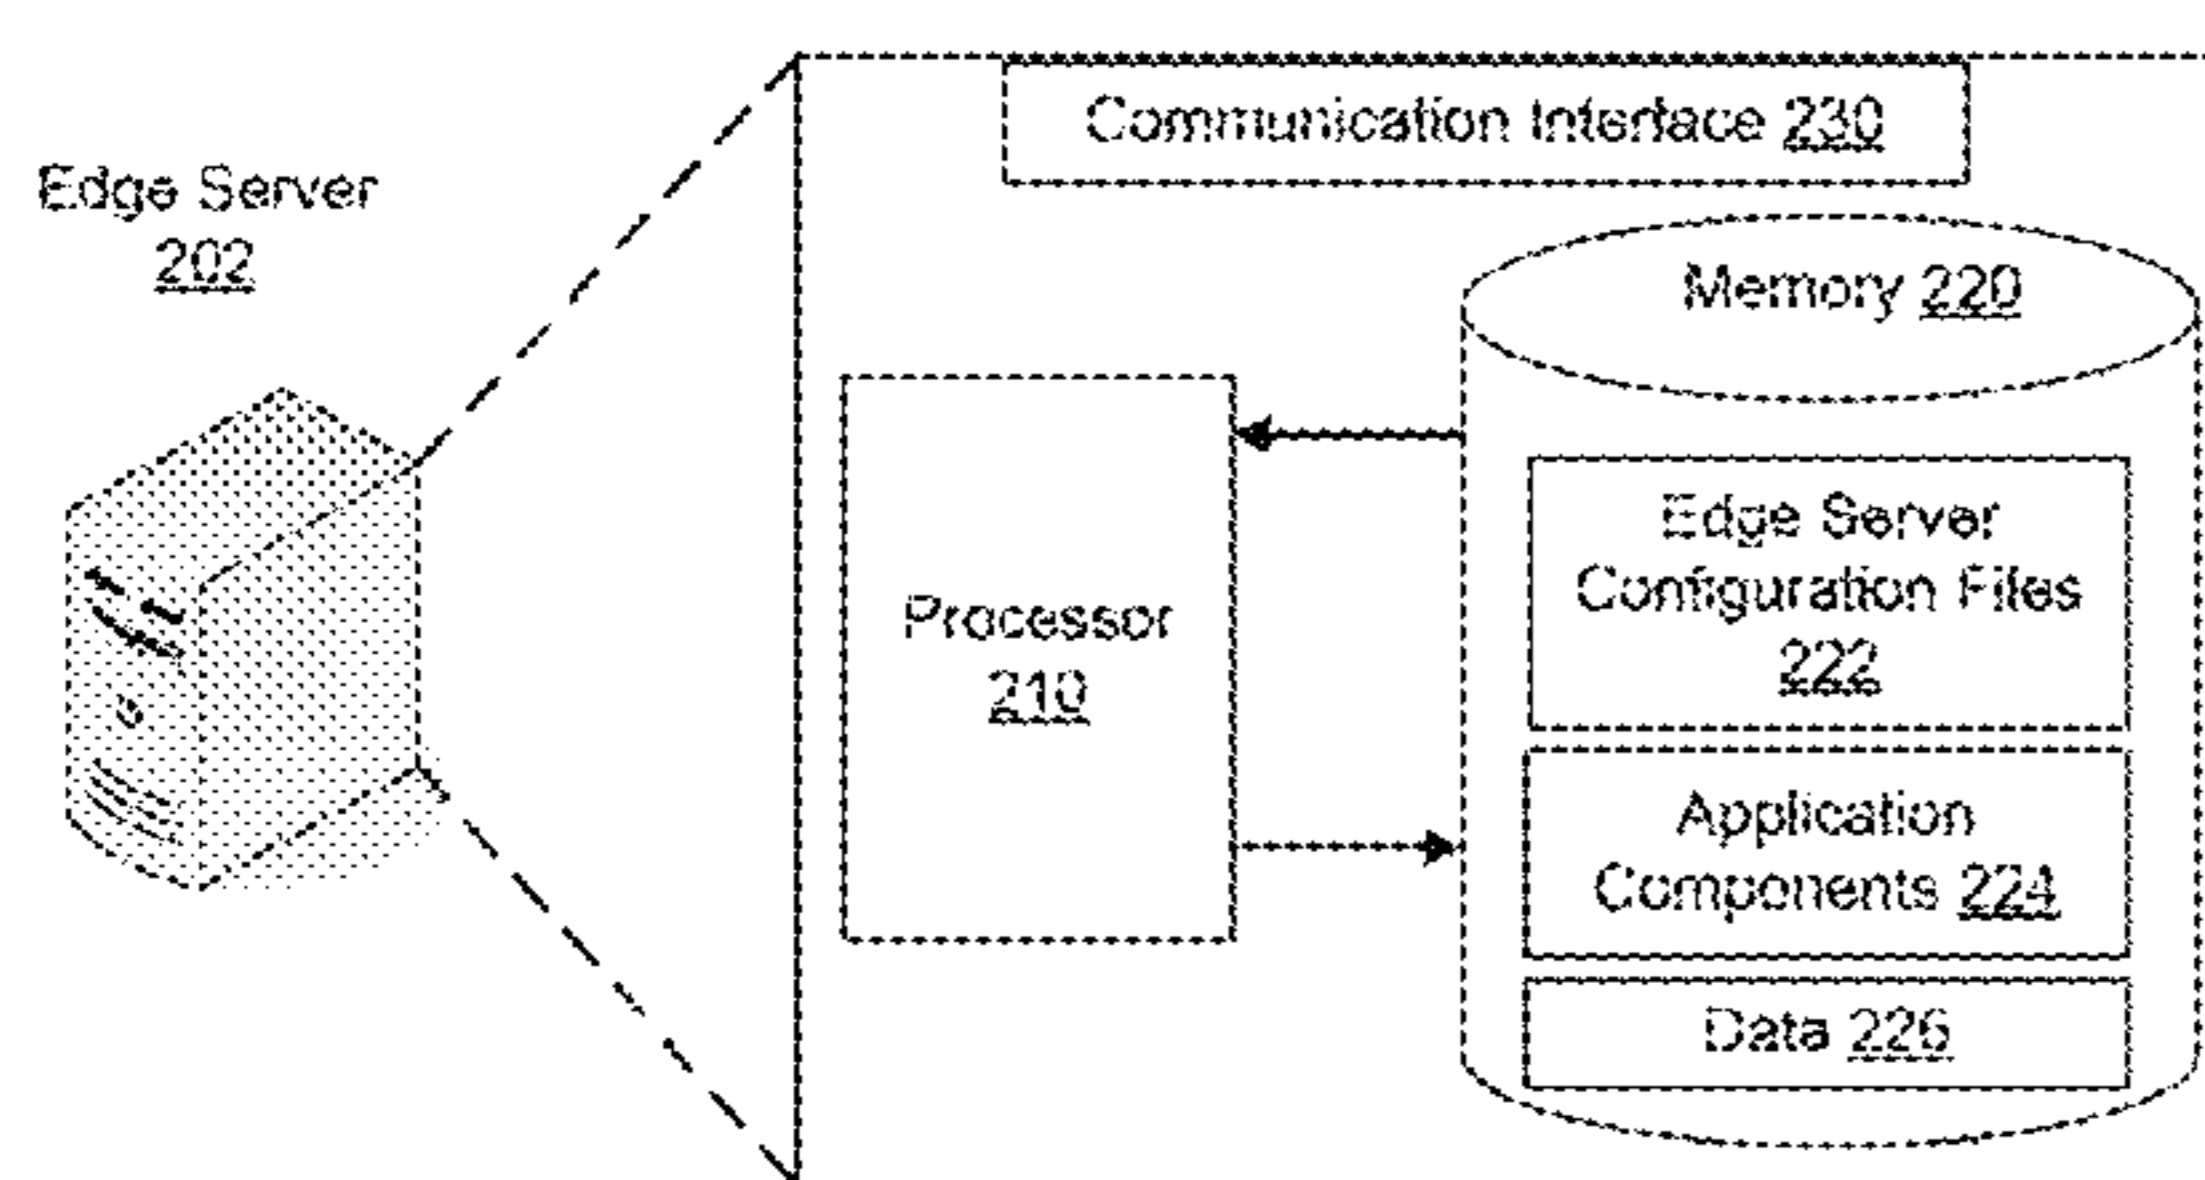 Communication Interface 230
Edge Server
202
Memory 220
Processor
210
Edge Server
Configuration Files
222
Application
Components 224
Data 226